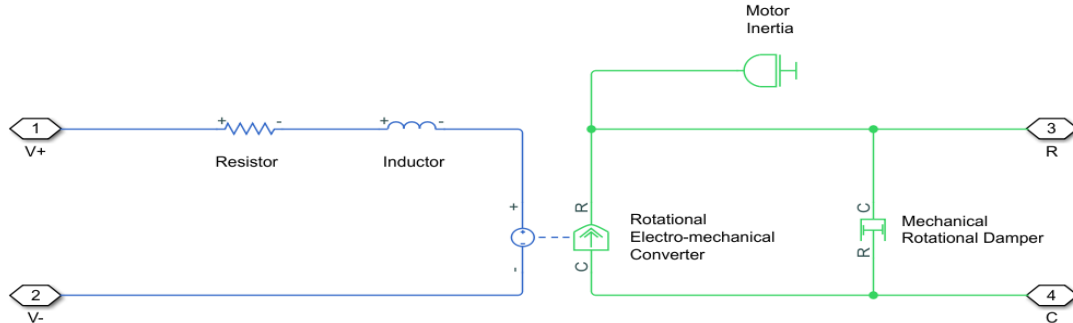 Motor
Inertia
1
V+
+ -
Resistor
+ -
Inductor
3
R
+
R
Rotational
Electro-mechanical
Converter
C
Mechanical
Rotational Damper
R
-
C
2
V-
4
C